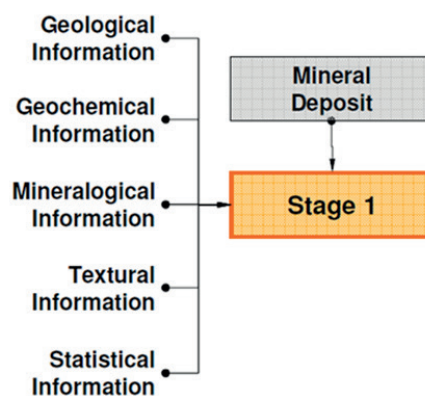 Geological
Information
Mineral
Deposit
Geochemical
Information
Mineralogical
Information
Stage 1
Textural
Information
Statistical
Information